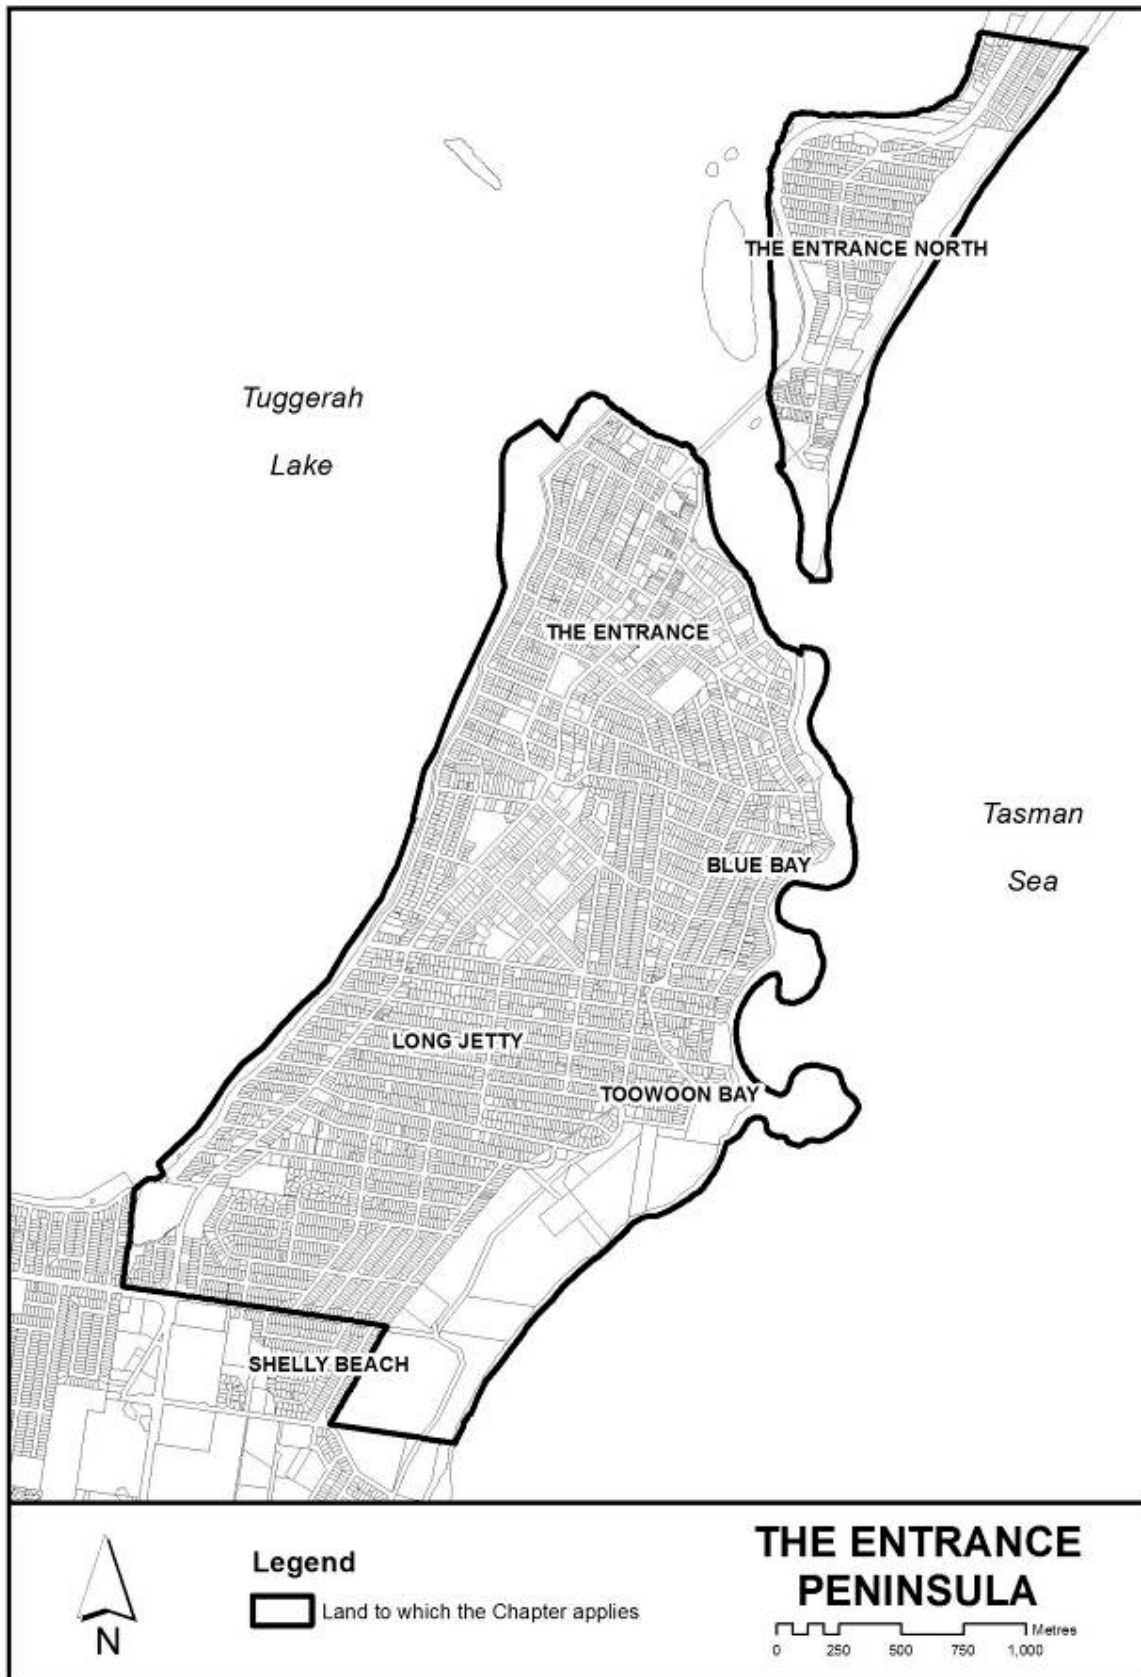 THE ENTRANCE NORTH
Tuggerah
Lake
THE ENTRANCE
Tasman
Sea
BLUE BAY
LONG JETTY
TOOWOON BAY
SHELLY BEACH
N
Legend
Land to which the Chapter applies
THE ENTRANCE
PENINSULA
Metres
0 250 500 750 1,000